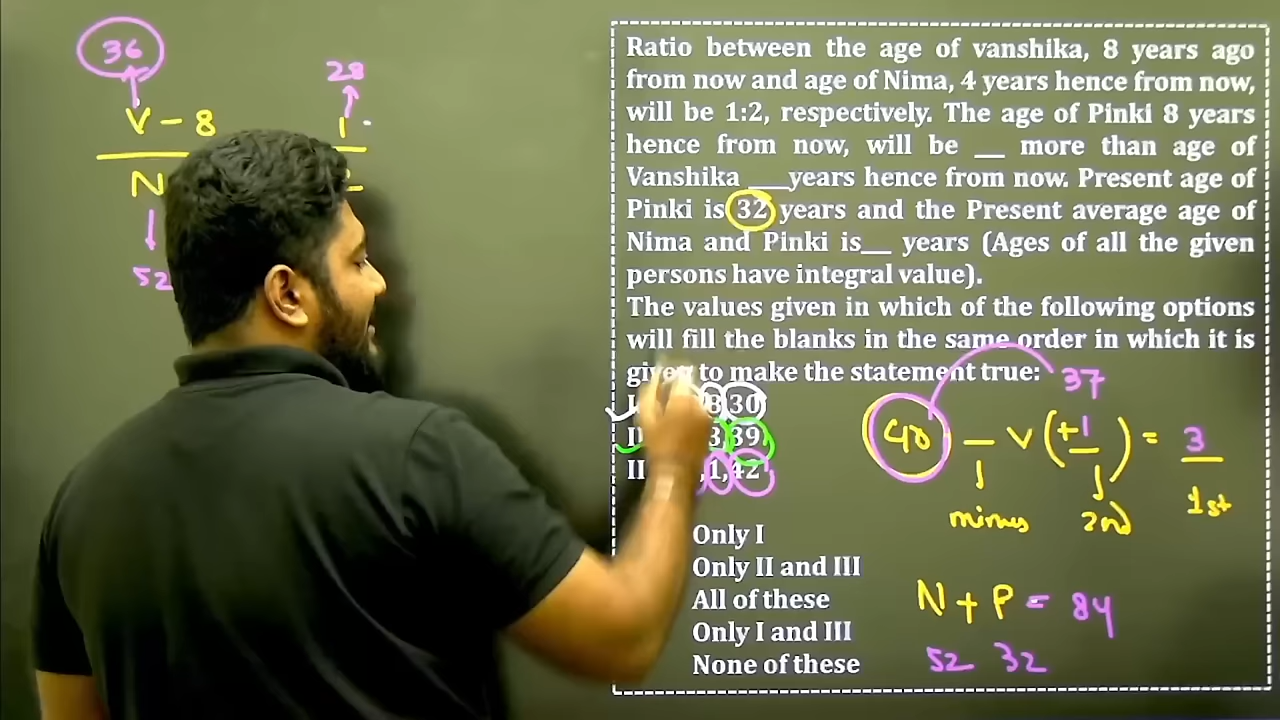 36
28
V - 8
1
N
52
Ratio between the age of vanshika, 8 years ago
from now and age of Nima, 4 years hence from now,
will be 1:2, respectively. The age of Pinki 8 years
hence from now, will be __ more than age of
Vanshika ___years hence from now. Present age of
Pinki is 32 years and the Present average age of
Nima and Pinki is__ years (Ages of all the given
persons have integral value).
The values given in which of the following options
will fill the blanks in the same order in which it is
given to make the statement true:
8,30
3,39
1,42
37
40 - V (+1) = 3
minus 2nd 1st
Only I
Only II and III
All of these
Only I and III
None of these
N + P = 84
52 32